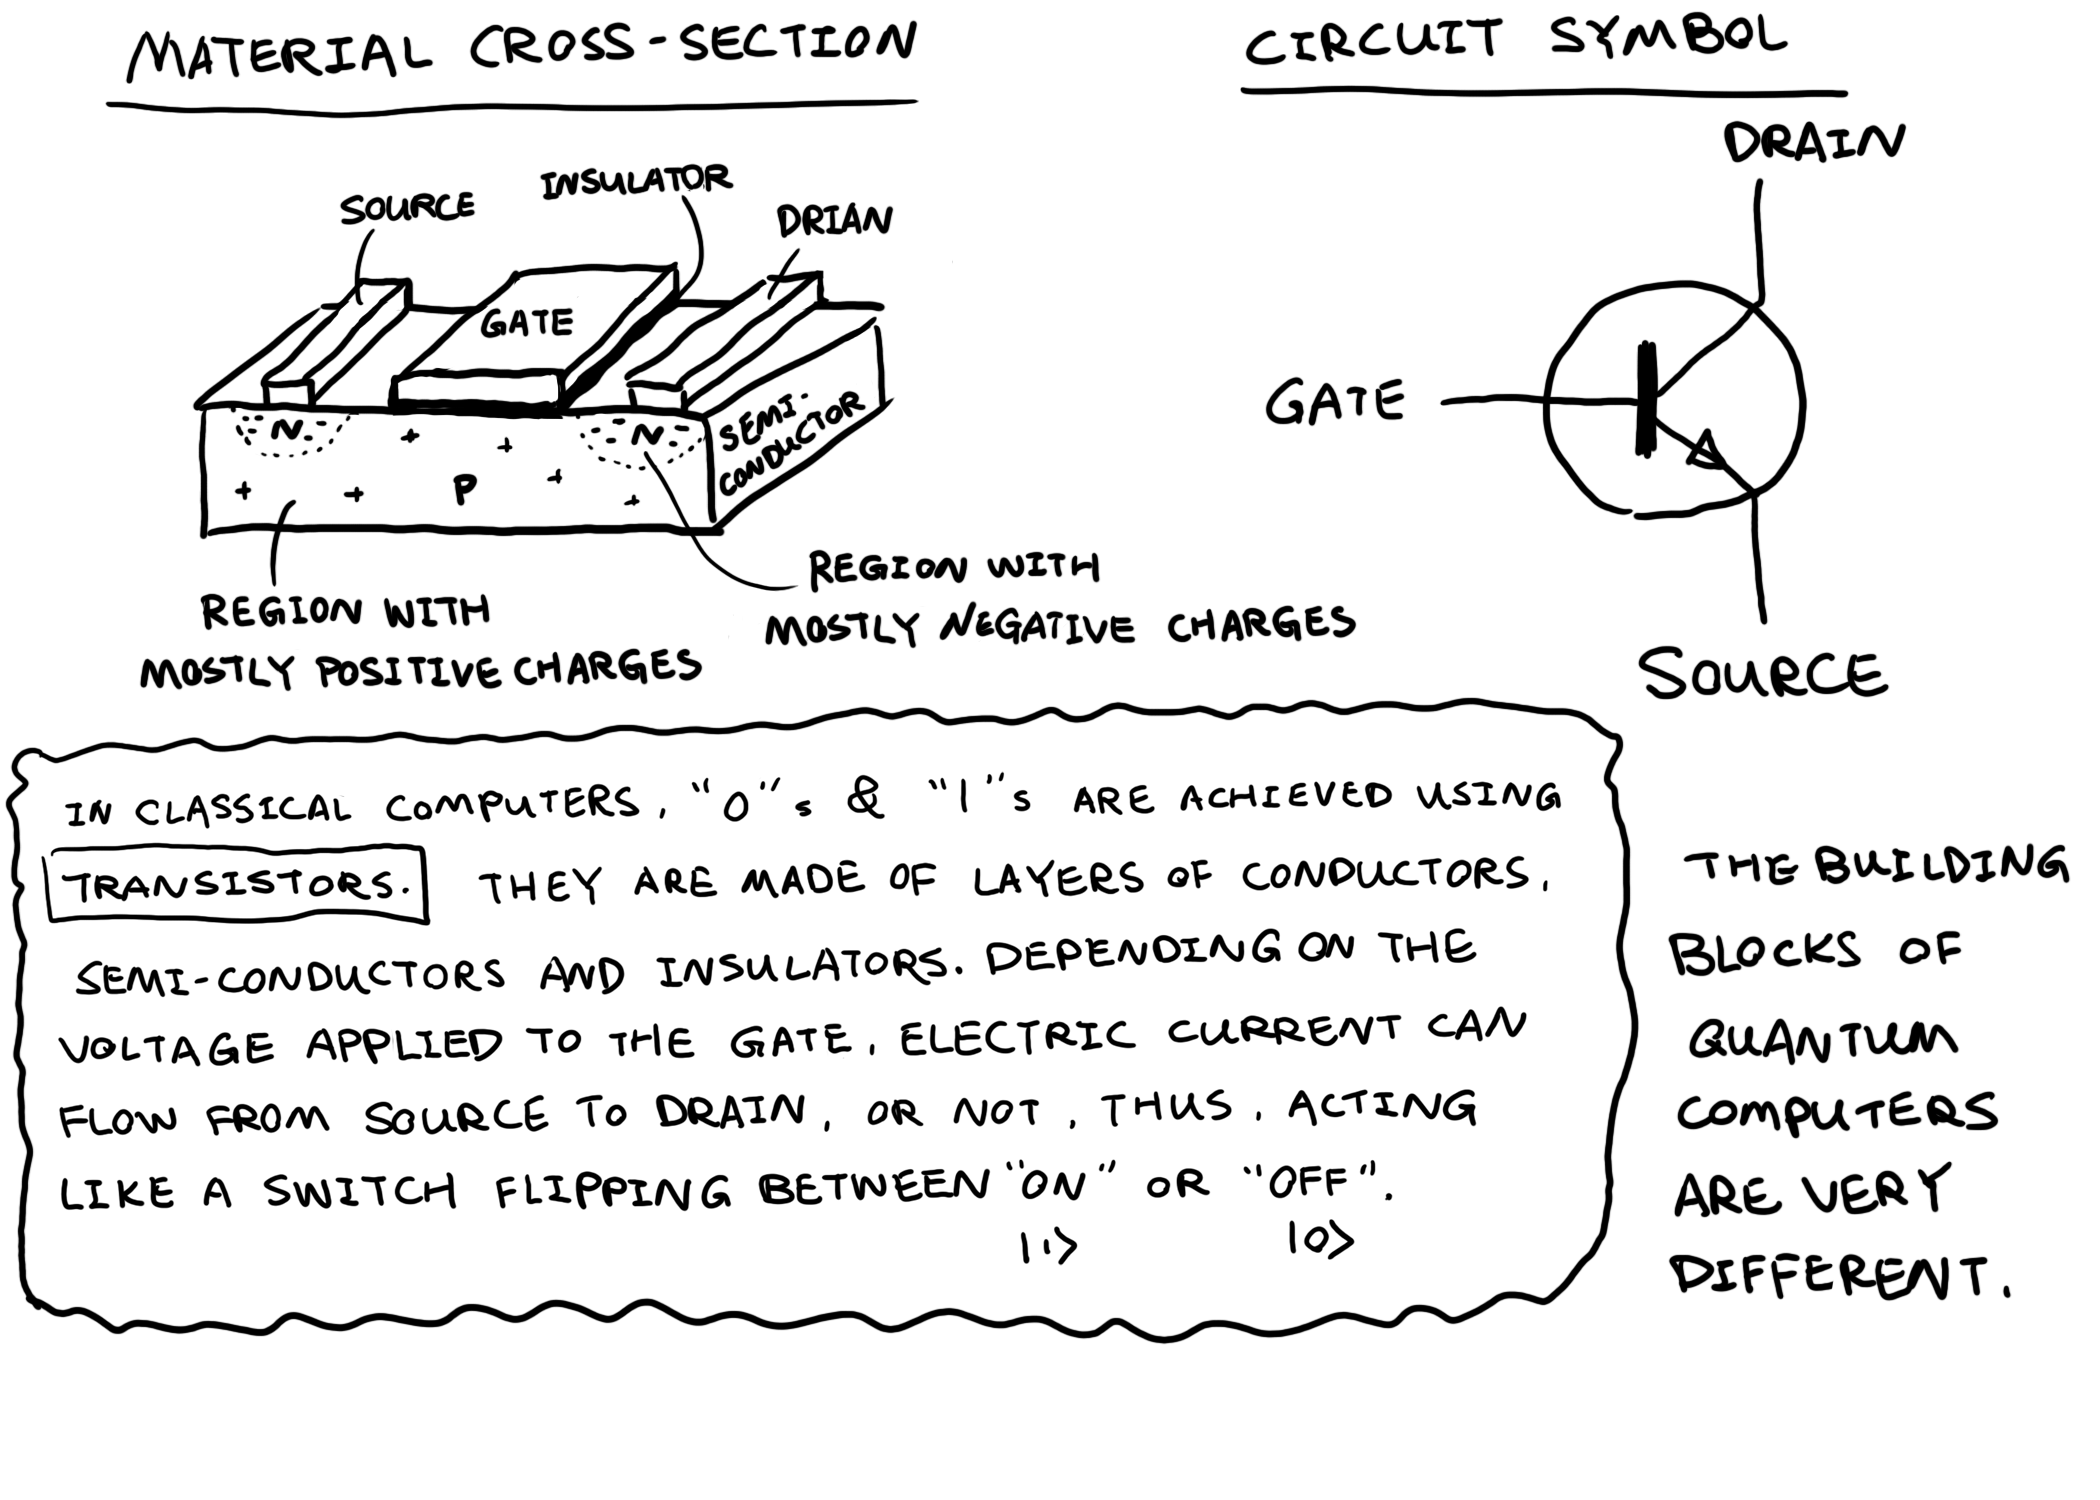 MATERIAL CROSS-SECTION
SOURCE
INSULATOR
DRIAN
GATE
N
N
+ + + + + +
P
SEMI-
CONDUCTOR
REGION WITH
MOSTLY POSITIVE CHARGES
REGION WITH
MOSTLY NEGATIVE CHARGES
CIRCUIT SYMBOL
DRAIN
GATE
SOURCE
IN CLASSICAL COMPUTERS, "0"s & "1"s ARE ACHIEVED USING
TRANSISTORS. THEY ARE MADE OF LAYERS OF CONDUCTORS,
SEMI-CONDUCTORS AND INSULATORS. DEPENDING ON THE
VOLTAGE APPLIED TO THE GATE, ELECTRIC CURRENT CAN
FLOW FROM SOURCE TO DRAIN, OR NOT, THUS, ACTING
LIKE A SWITCH FLIPPING BETWEEN "ON" OR "OFF".
|1> |0>
THE BUILDING
BLOCKS OF
QUANTUM
COMPUTERS
ARE VERY
DIFFERENT.